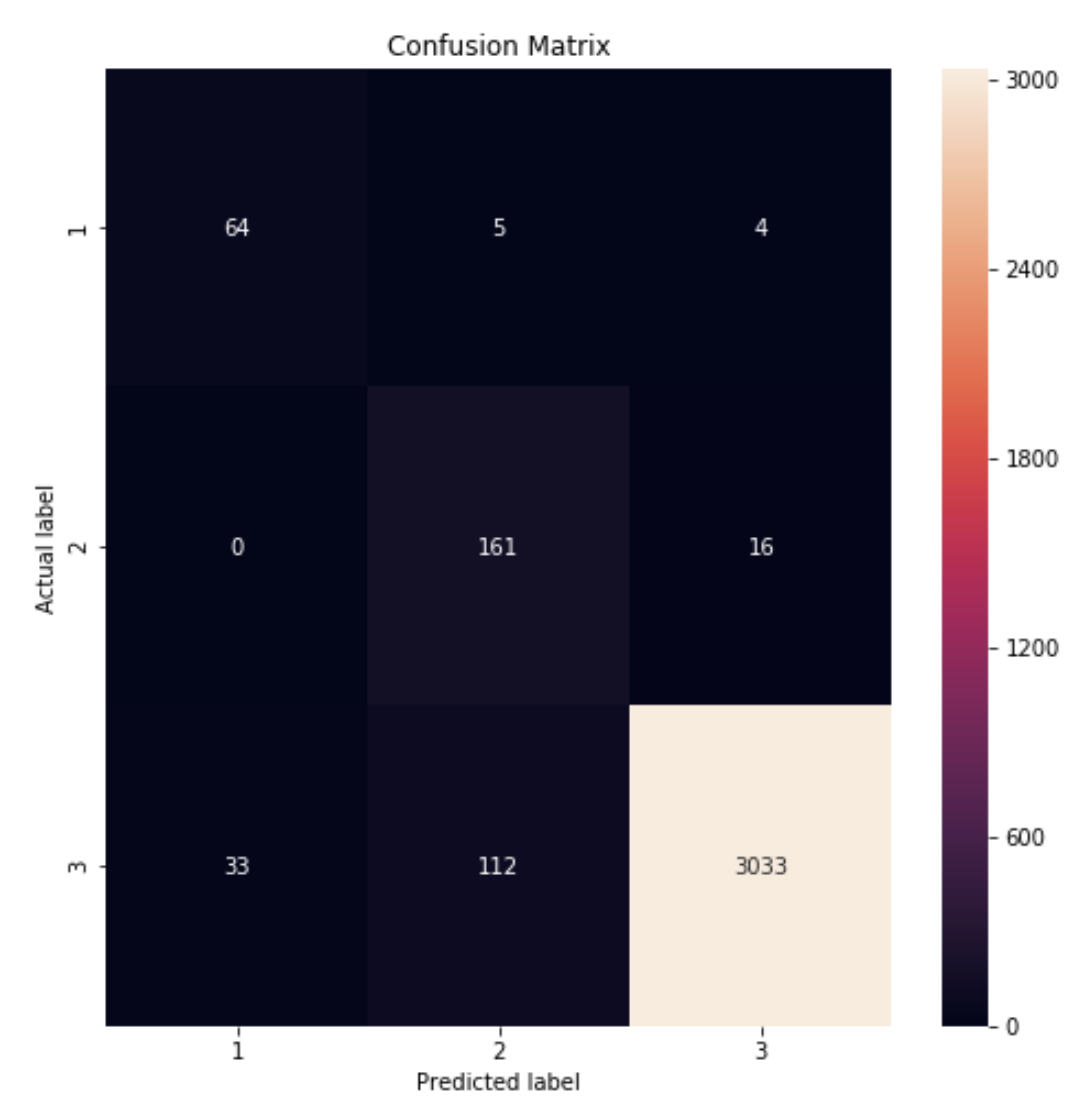 Confusion Matrix
3000
64 5 4
1
2400
1800
Actual label
2
0 161 16
1200
600
3
33 112 3033
0
1 2 3
Predicted label